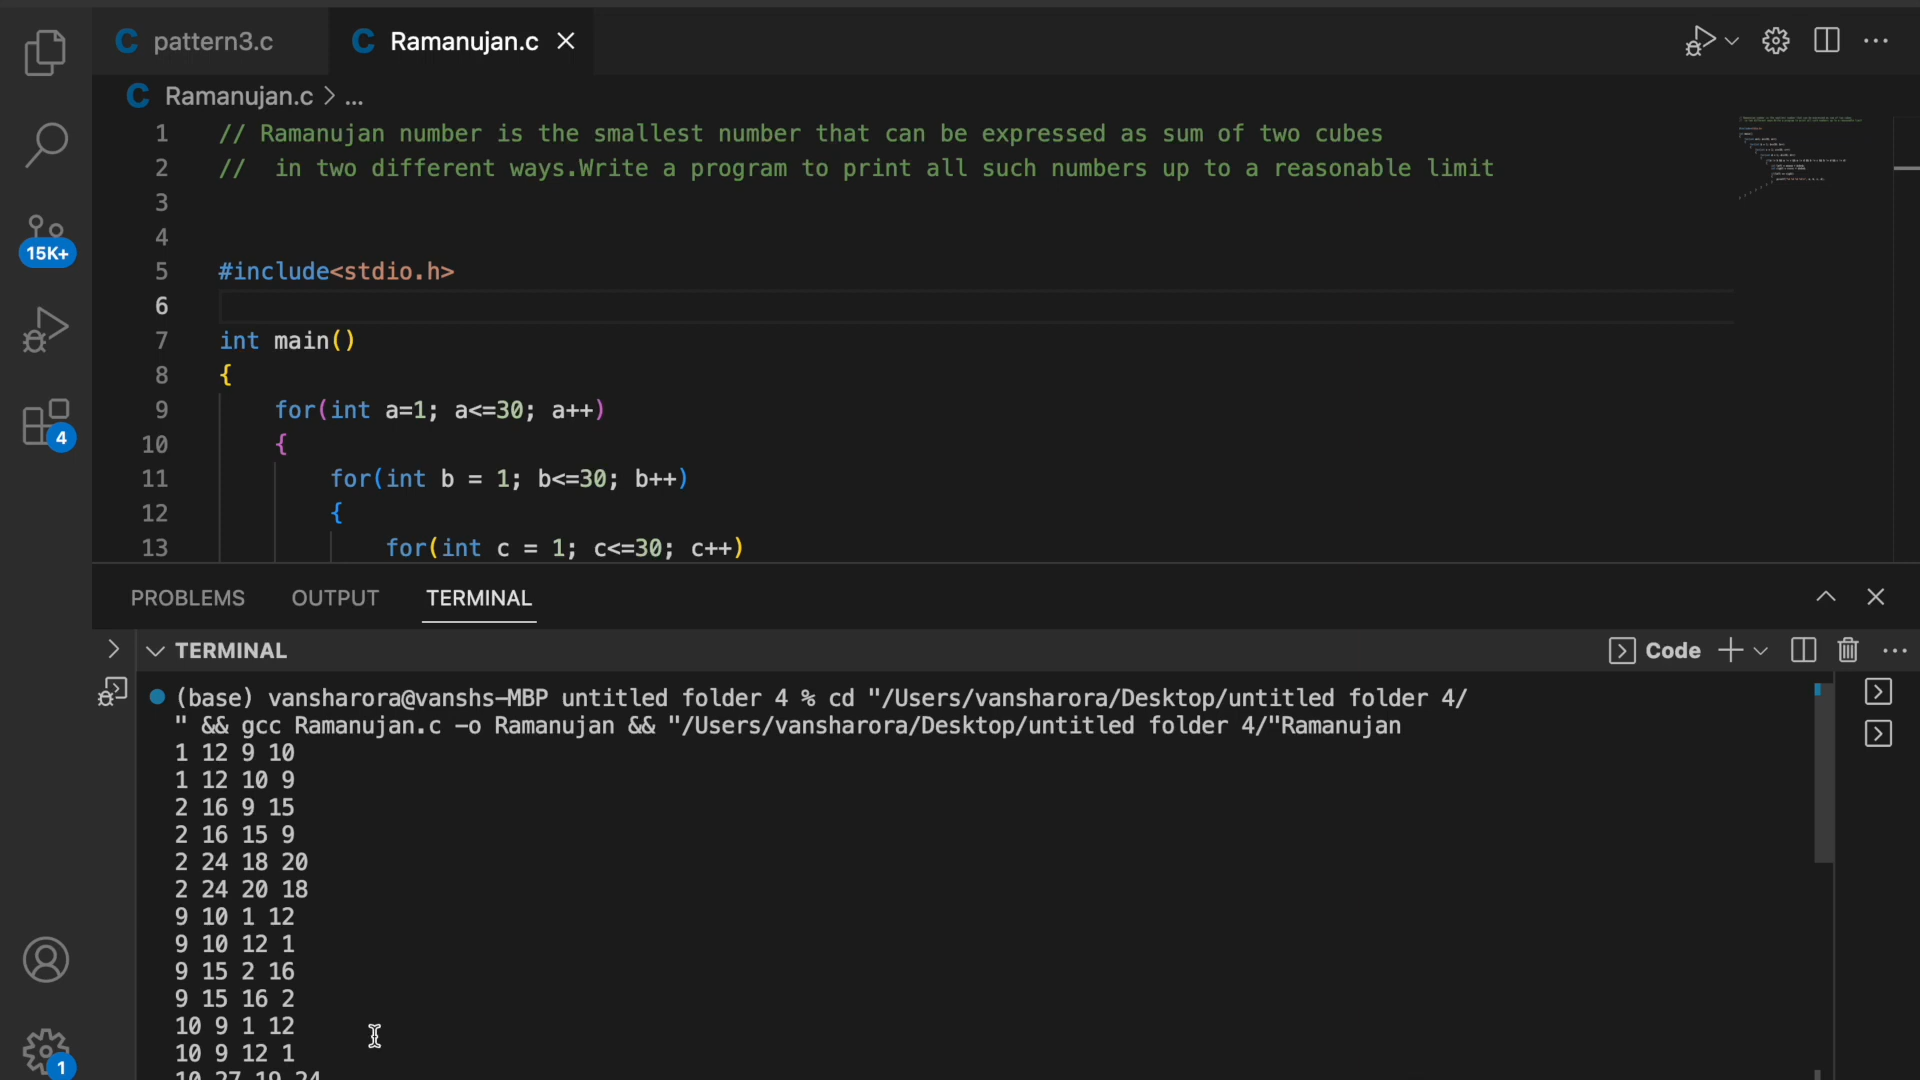 pattern3.c
Ramanujan.c
Ramanujan.c > ...
1 // Ramanujan number is the smallest number that can be expressed as sum of two cubes
2 //  in two different ways.Write a program to print all such numbers up to a reasonable limit
3
4
5 #include<stdio.h>
6
7 int main()
8 {
9     for(int a=1; a<=30; a++)
10     {
11         for(int b = 1; b<=30; b++)
12         {
13             for(int c = 1; c<=30; c++)
15K+
4
1
PROBLEMS OUTPUT TERMINAL
TERMINAL
Code
(base) vansharora@vanshs-MBP untitled folder 4 % cd "/Users/vansharora/Desktop/untitled folder 4/
" && gcc Ramanujan.c -o Ramanujan && "/Users/vansharora/Desktop/untitled folder 4/"Ramanujan
1 12 9 10
1 12 10 9
2 16 9 15
2 16 15 9
2 24 18 20
2 24 20 18
9 10 1 12
9 10 12 1
9 15 2 16
9 15 16 2
10 9 1 12
10 9 12 1
10 27 19 24